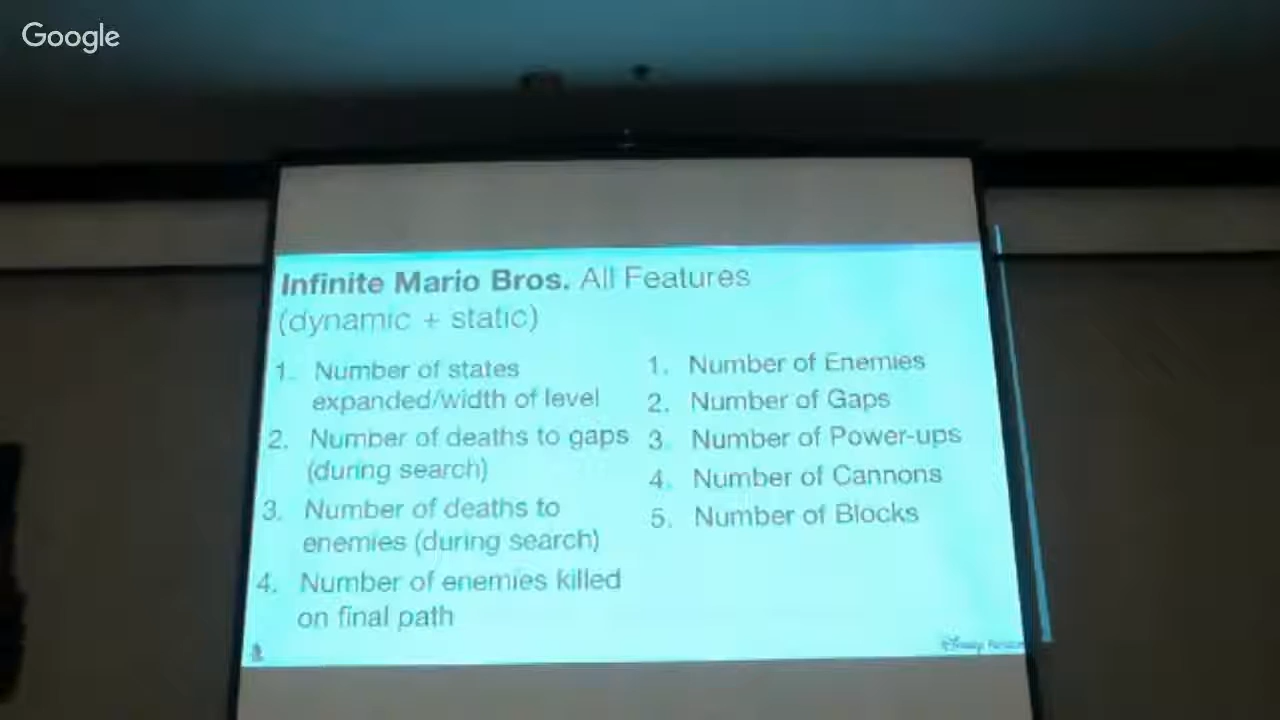 Google
Infinite Mario Bros. All Features
(dynamic + static)
1. Number of states
expanded/width of level
2. Number of deaths to gaps
(during search)
3. Number of deaths to
enemies (during search)
4. Number of enemies killed
on final path
1. Number of Enemies
2. Number of Gaps
3. Number of Power-ups
4. Number of Cannons
5. Number of Blocks
Disney